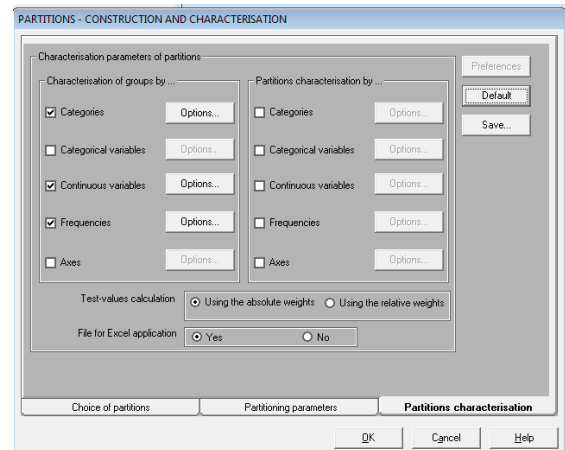 PARTITIONS - CONSTRUCTION AND CHARACTERISATION
Characterisation parameters of partitions
Preferences
Default
Save...
Characterisation of groups by ...
Categories Options...
Categorical variables Options...
Continuous variables Options...
Frequencies Options...
Axes Options...
Partitions characterisation by ...
Categories Options...
Categorical variables Options...
Continuous variables Options...
Frequencies Options...
Axes Options...
Test-values calculation Using the absolute weights Using the relative weights
File for Excel application Yes No
Choice of partitions Partitioning parameters Partitions characterisation
OK Cancel Help